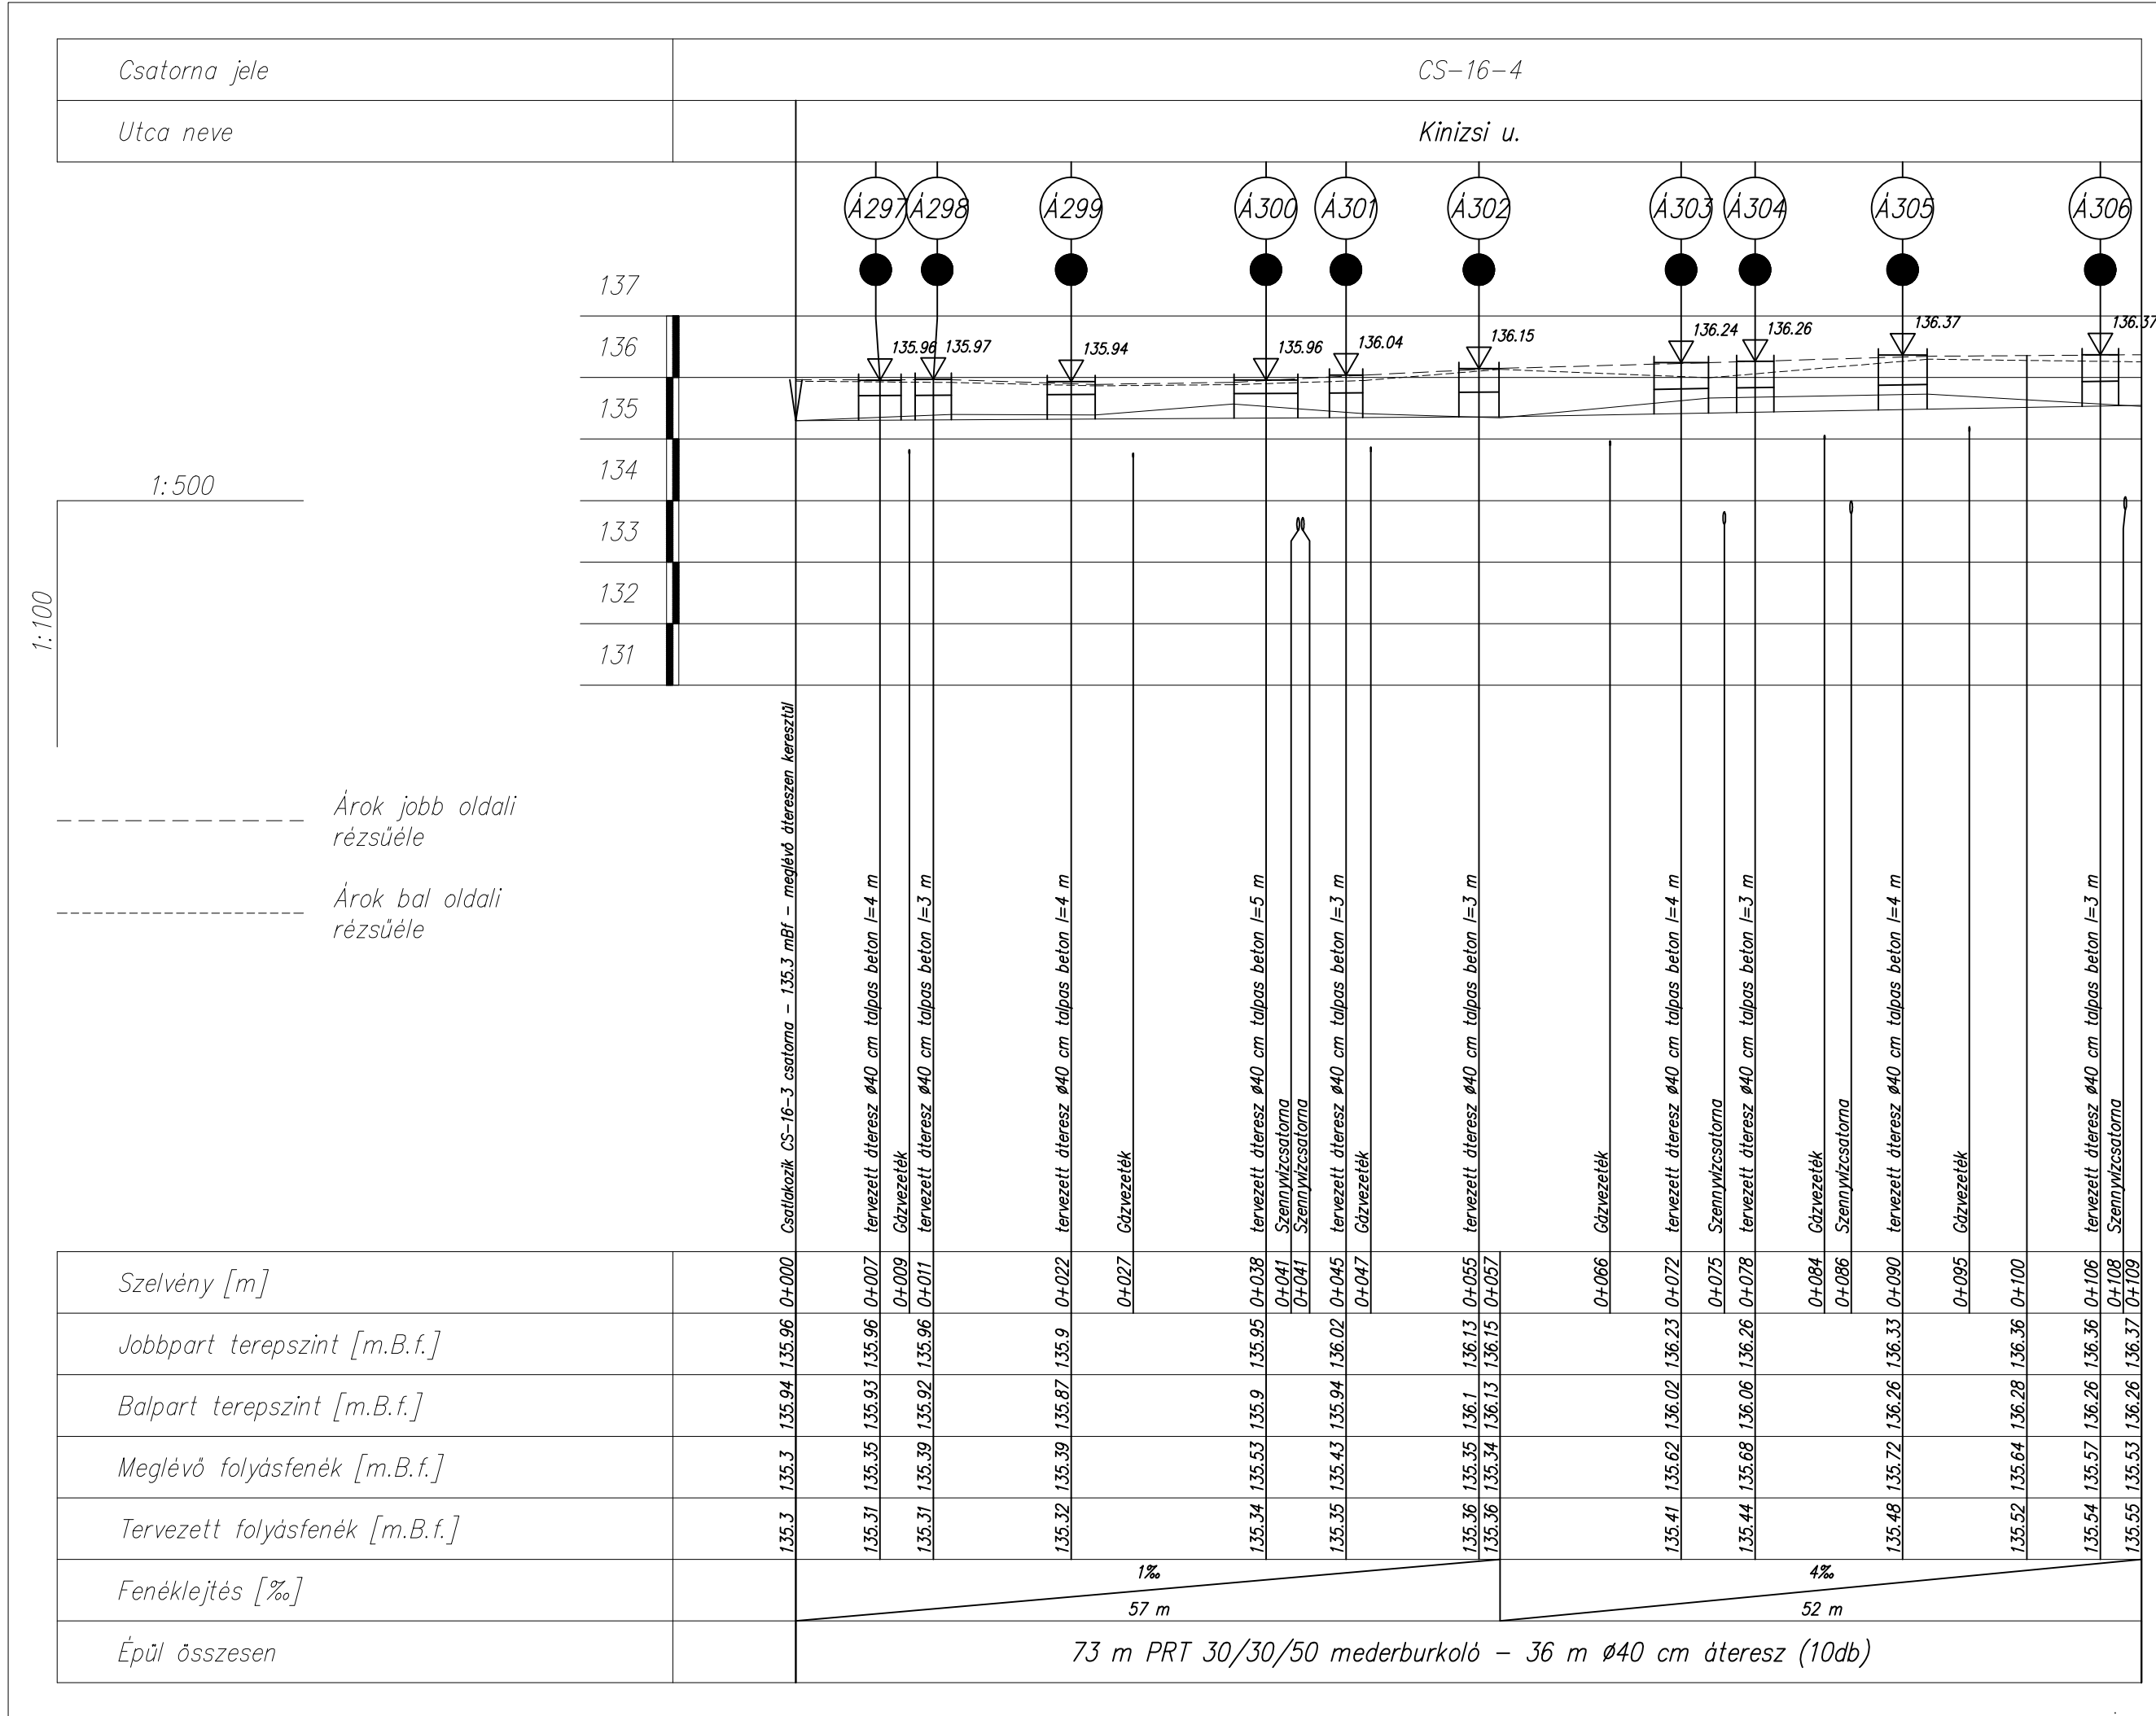 Csatorna jele
CS-16-4
Utca neve
Kinizsi u.
Á297
Á298
Á299
Á300
Á301
Á302
Á303
Á304
Á305
Á306
137
136
135
134
133
132
131
135.96
135.97
135.94
135.96
136.04
136.15
136.24
136.26
136.37
136.37
1:500
1:100
Árok jobb oldali
rézsűéle
Árok bal oldali
rézsűéle
Csatlakozik CS-16-3 csatorna - 135.3 mBf - meglévő áteresz​en keresztül
tervezett áteresz ø40 cm talpas beton l=4 m
Gázvezeték
tervezett áteresz ø40 cm talpas beton l=3 m
tervezett áteresz ø40 cm talpas beton l=4 m
Gázvezeték
tervezett áteresz ø40 cm talpas beton l=5 m
Szennyvízcsatorna
Szennyvízcsatorna
tervezett áteresz ø40 cm talpas beton l=3 m
Gázvezeték
tervezett áteresz ø40 cm talpas beton l=3 m
Gázvezeték
tervezett áteresz ø40 cm talpas beton l=4 m
Szennyvízcsatorna
tervezett áteresz ø40 cm talpas beton l=3 m
Gázvezeték
Szennyvízcsatorna
tervezett áteresz ø40 cm talpas beton l=4 m
Gázvezeték
tervezett áteresz ø40 cm talpas beton l=3 m
Szennyvízcsatorna
Szelvény [m]
0+000 0+007 0+009 0+011 0+022 0+027 0+038 0+041 0+041 0+045 0+047 0+055 0+057 0+066 0+072 0+075 0+078 0+084 0+086 0+090 0+095 0+100 0+106 0+108 0+109
Jobbpart terepszint [m.B.f.]
135.96 135.96 135.96 135.9 135.95 136.02 136.13 136.15 136.23 136.26 136.33 136.36 136.36 136.37
Balpart terepszint [m.B.f.]
135.94 135.93 135.92 135.87 135.9 135.94 136.1 136.13 136.02 136.06 136.26 136.28 136.26 136.26
Meglévő folyásfenék [m.B.f.]
135.3 135.35 135.39 135.39 135.53 135.43 135.35 135.34 135.62 135.68 135.72 135.64 135.57 135.53
Tervezett folyásfenék [m.B.f.]
135.3 135.31 135.31 135.32 135.34 135.35 135.36 135.36 135.41 135.44 135.48 135.52 135.54 135.55
Fenéklejtés [‰]
1‰
57 m
4‰
52 m
Épül összesen
73 m PRT 30/30/50 mederburkoló - 36 m ø40 cm áteresz (10db)